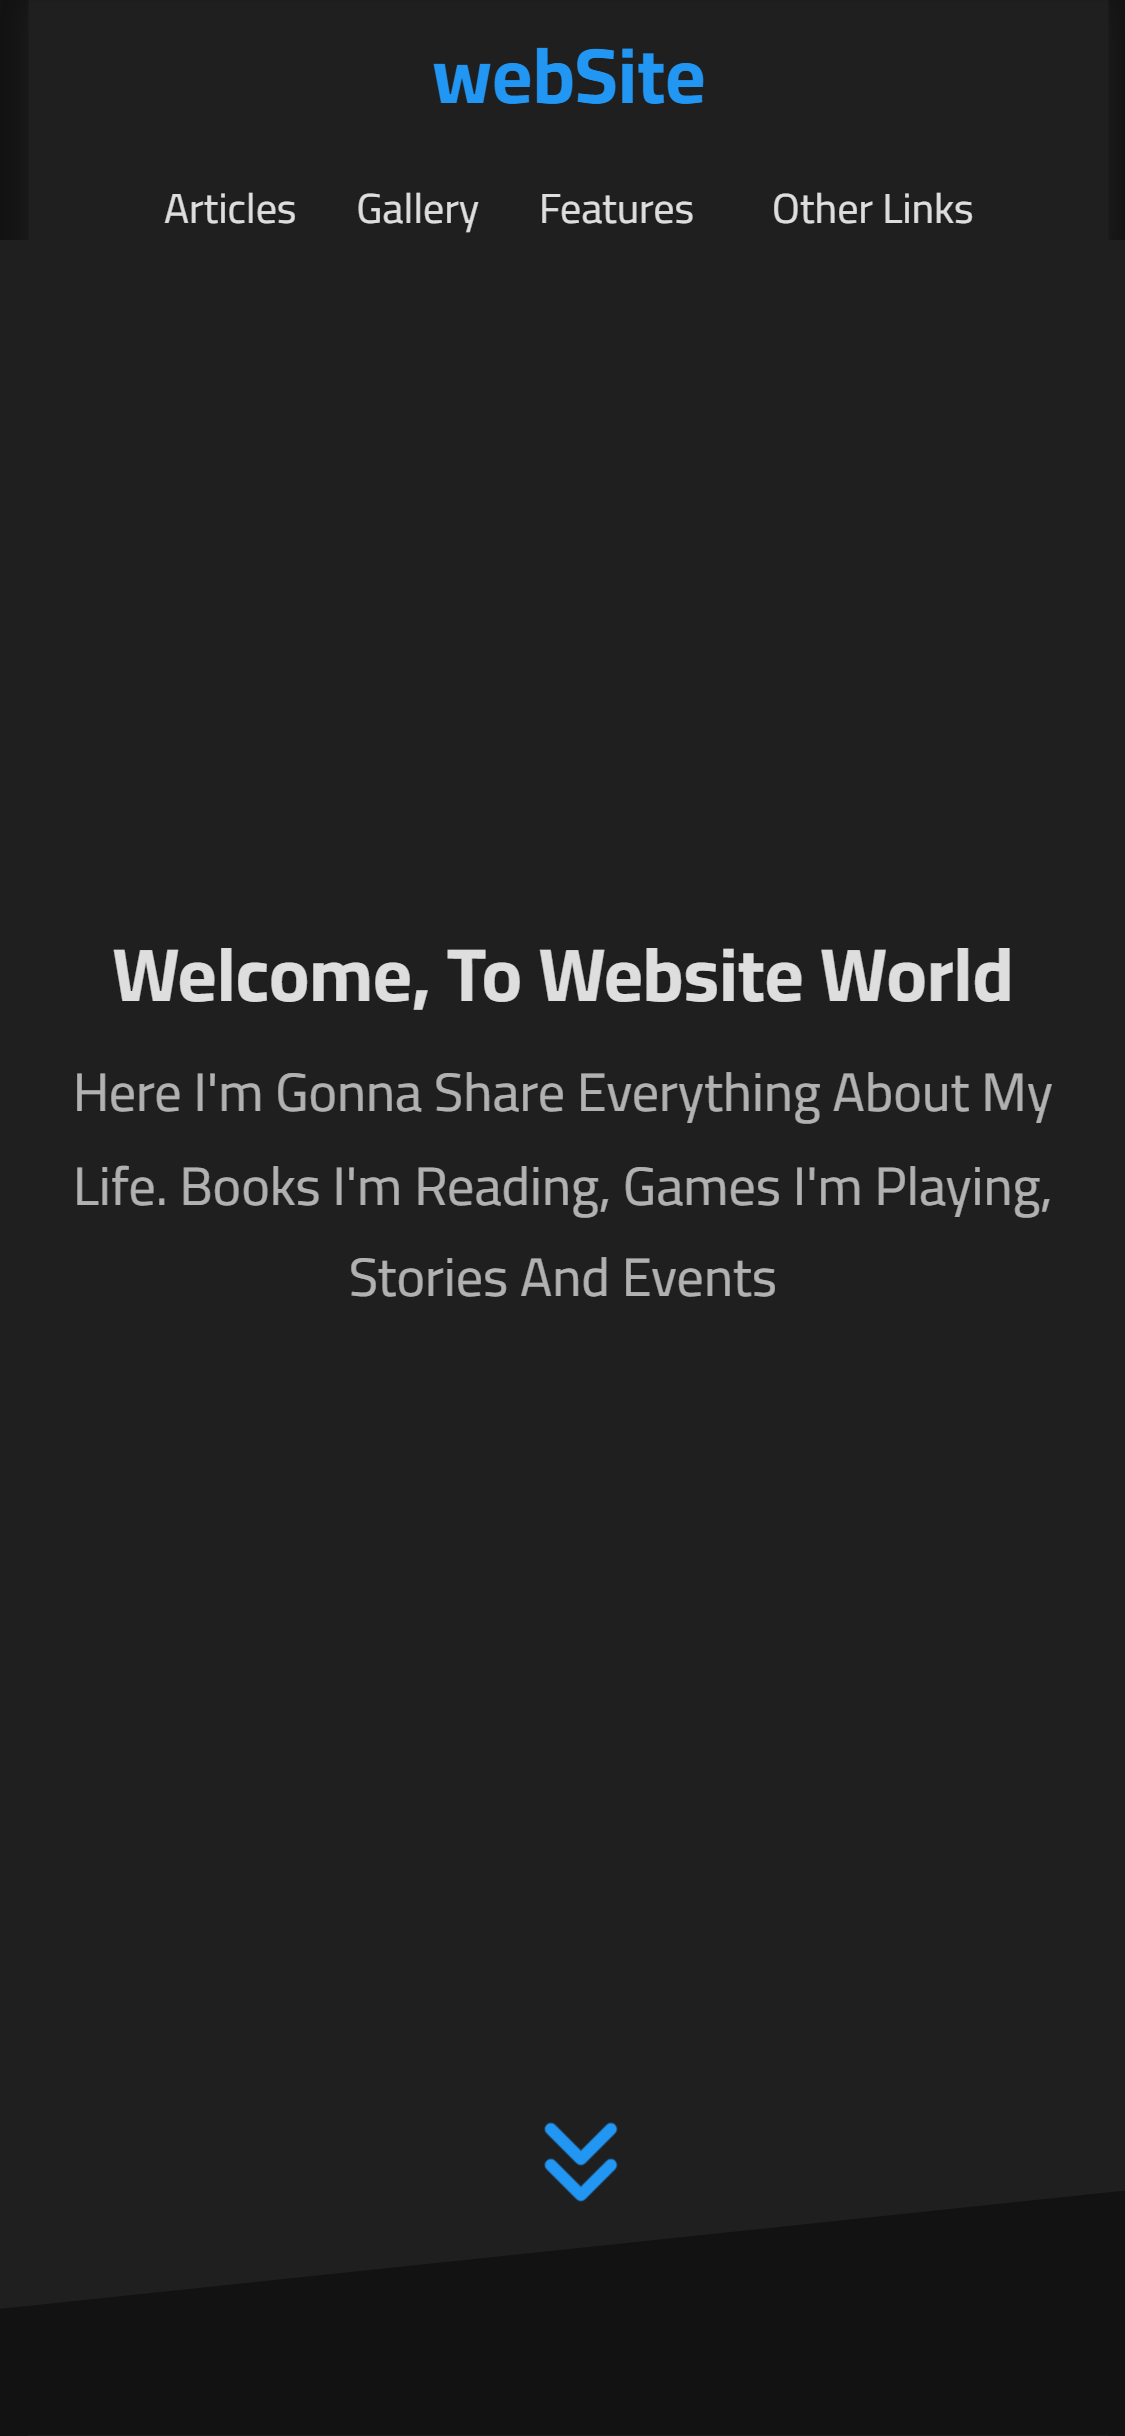 webSite
Articles Gallery Features Other Links
Welcome, To Website World
Here I'm Gonna Share Everything About My
Life. Books I'm Reading, Games I'm Playing,
Stories And Events